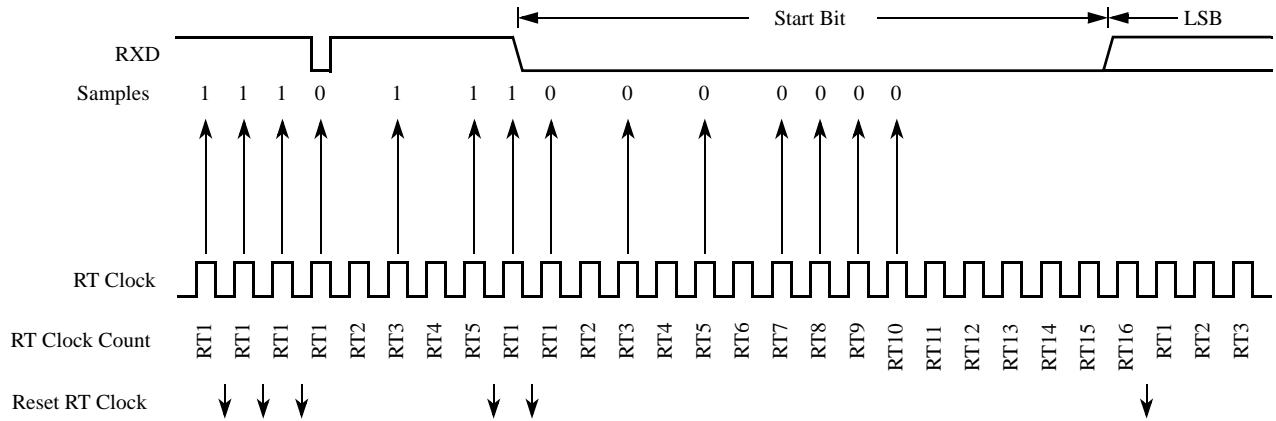 Start Bit LSB
RXD
Samples 1 1 1 0 1 1 1 0 0 0 0 0 0 0
RT Clock
RT Clock Count RT1 RT1 RT1 RT1 RT2 RT3 RT4 RT5 RT1 RT1 RT2 RT3 RT4 RT5 RT6 RT7 RT8 RT9 RT10 RT11 RT12 RT13 RT14 RT15 RT16 RT1 RT2 RT3
Reset RT Clock